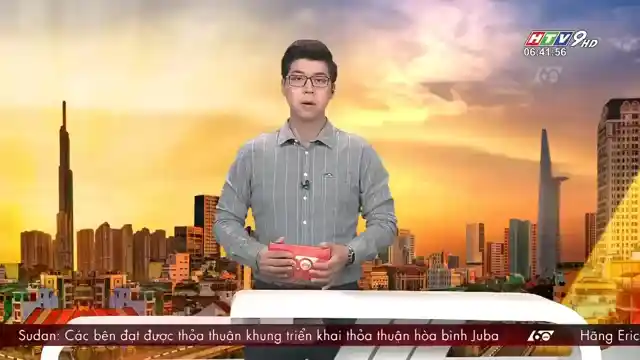 HTV9HD
06:41:56
Sudan: Các bên đạt được thỏa thuận khung triển khai thỏa thuận hòa bình Juba 60 Hãng Eric